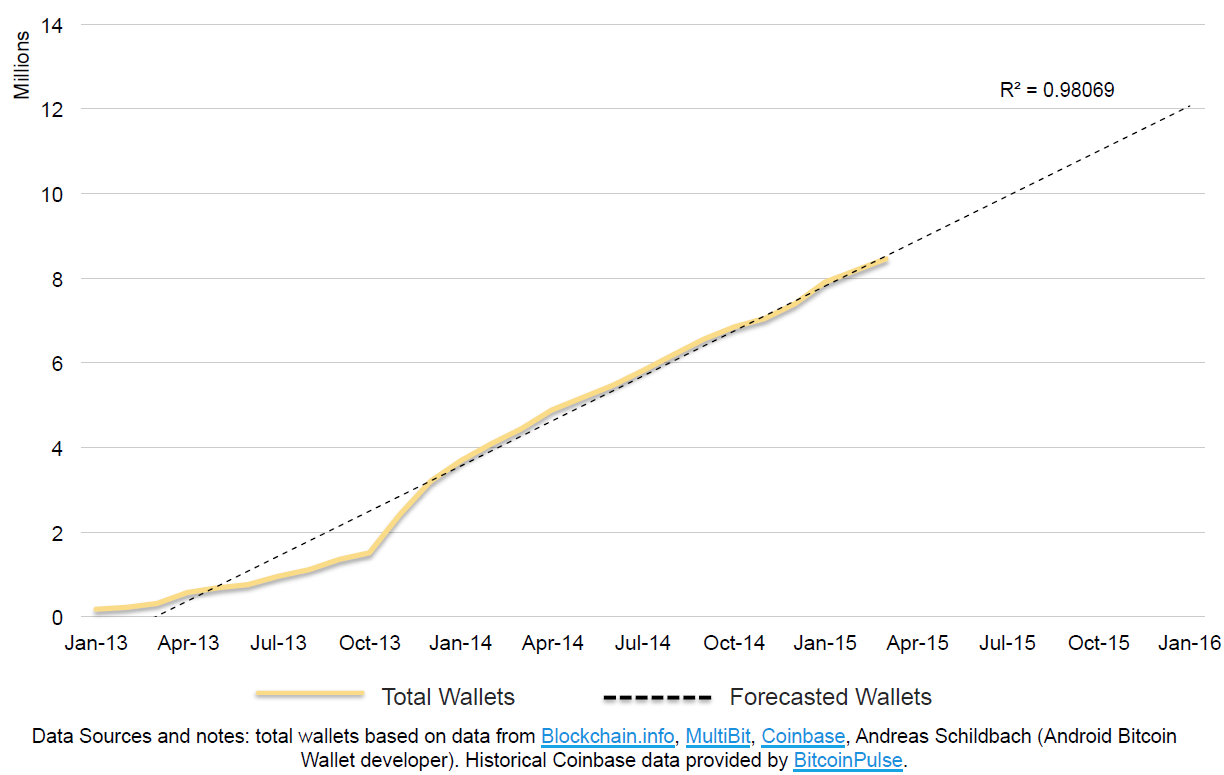 14
Millions
R² = 0.98069
12
10
8
6
4
2
0
Jan-13 Apr-13 Jul-13 Oct-13 Jan-14 Apr-14 Jul-14 Oct-14 Jan-15 Apr-15 Jul-15 Oct-15 Jan-16
Total Wallets Forecasted Wallets
Data Sources and notes: total wallets based on data from Blockchain.info, MultiBit, Coinbase, Andreas Schildbach (Android Bitcoin
Wallet developer). Historical Coinbase data provided by BitcoinPulse.